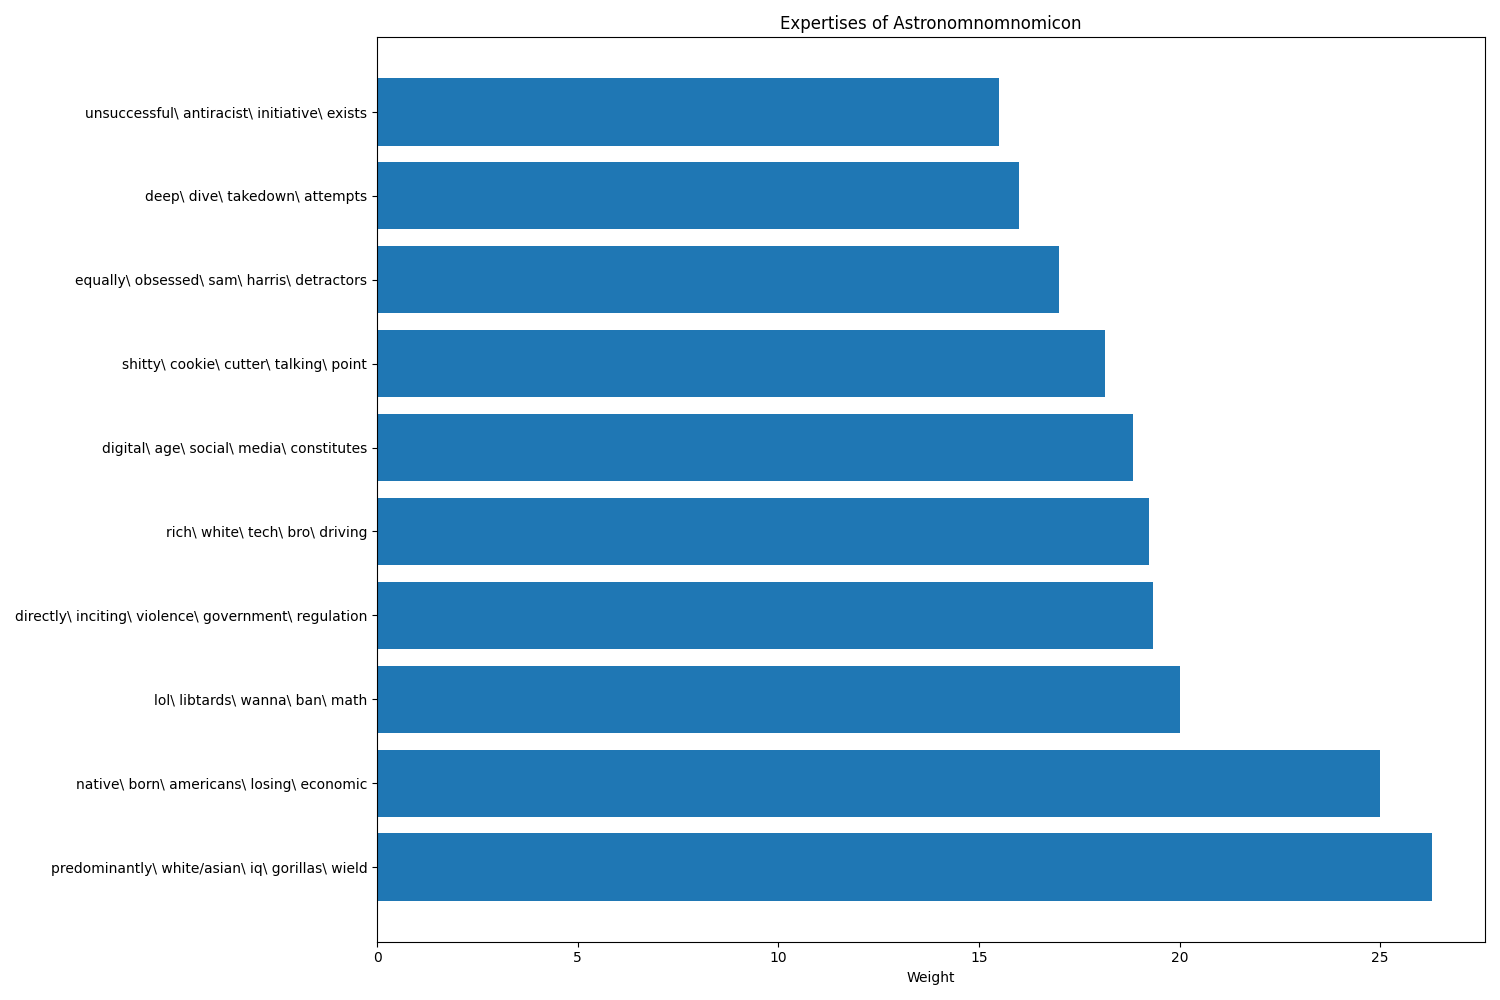 Expertises of Astronomnomnomicon
unsuccessful\ antiracist\ initiative\ exists
deep\ dive\ takedown\ attempts
equally\ obsessed\ sam\ harris\ detractors
shitty\ cookie\ cutter\ talking\ point
digital\ age\ social\ media\ constitutes
rich\ white\ tech\ bro\ driving
directly\ inciting\ violence\ government\ regulation
lol\ libtards\ wanna\ ban\ math
native\ born\ americans\ losing\ economic
predominantly\ white/asian\ iq\ gorillas\ wield
0 5 10 15 20 25
Weight